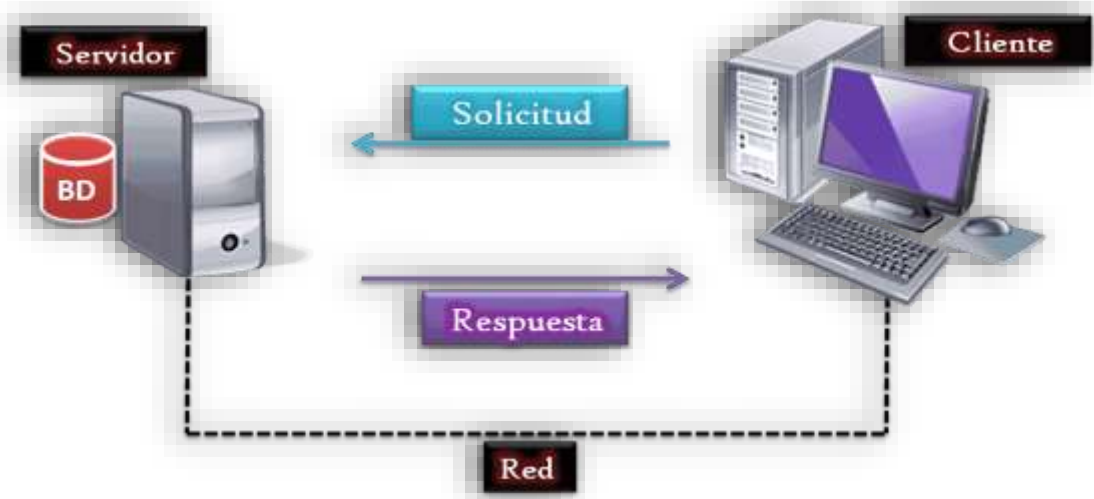 Servidor
Cliente
Solicitud
BD
Respuesta
Red